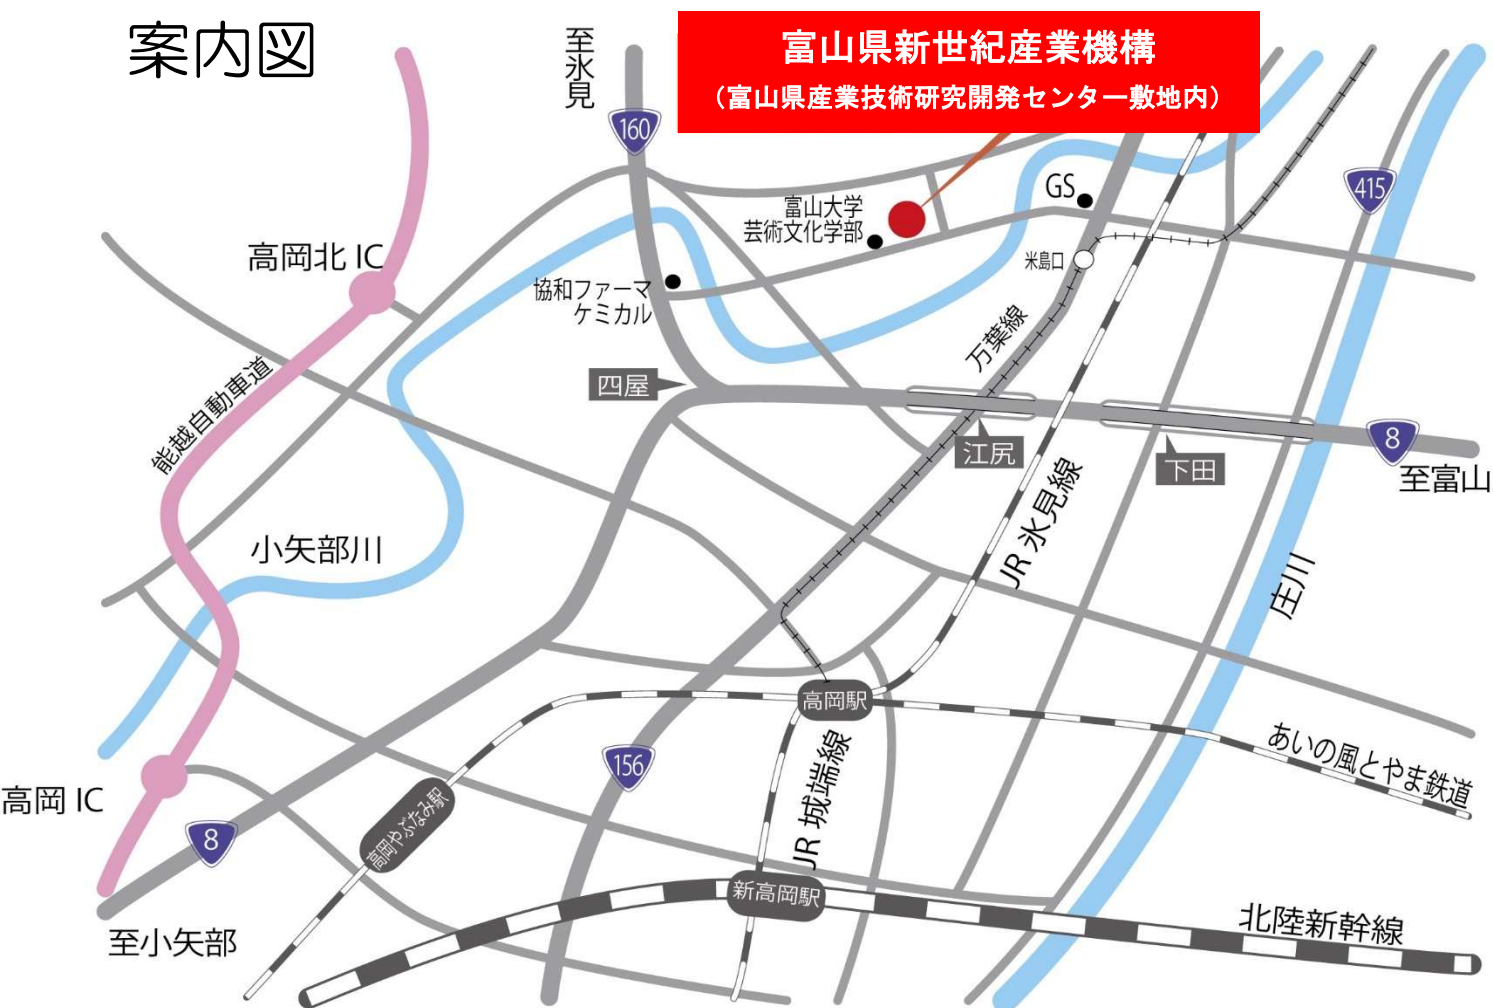 案内図
至氷見
富山県新世紀産業機構
（富山県産業技術研究開発センター敷地内）
160
415
GS
富山大学
芸術文化学部
高岡北 IC
米島口
協和ファーマ
ケミカル
万葉線
四屋
能越自動車道
江尻
下田
8
至富山
JR 氷見線
小矢部川
庄川
高岡駅
156
JR 城端線
あいの風とやま鉄道
高岡 IC
高岡やぶなみ駅
8
新高岡駅
北陸新幹線
至小矢部